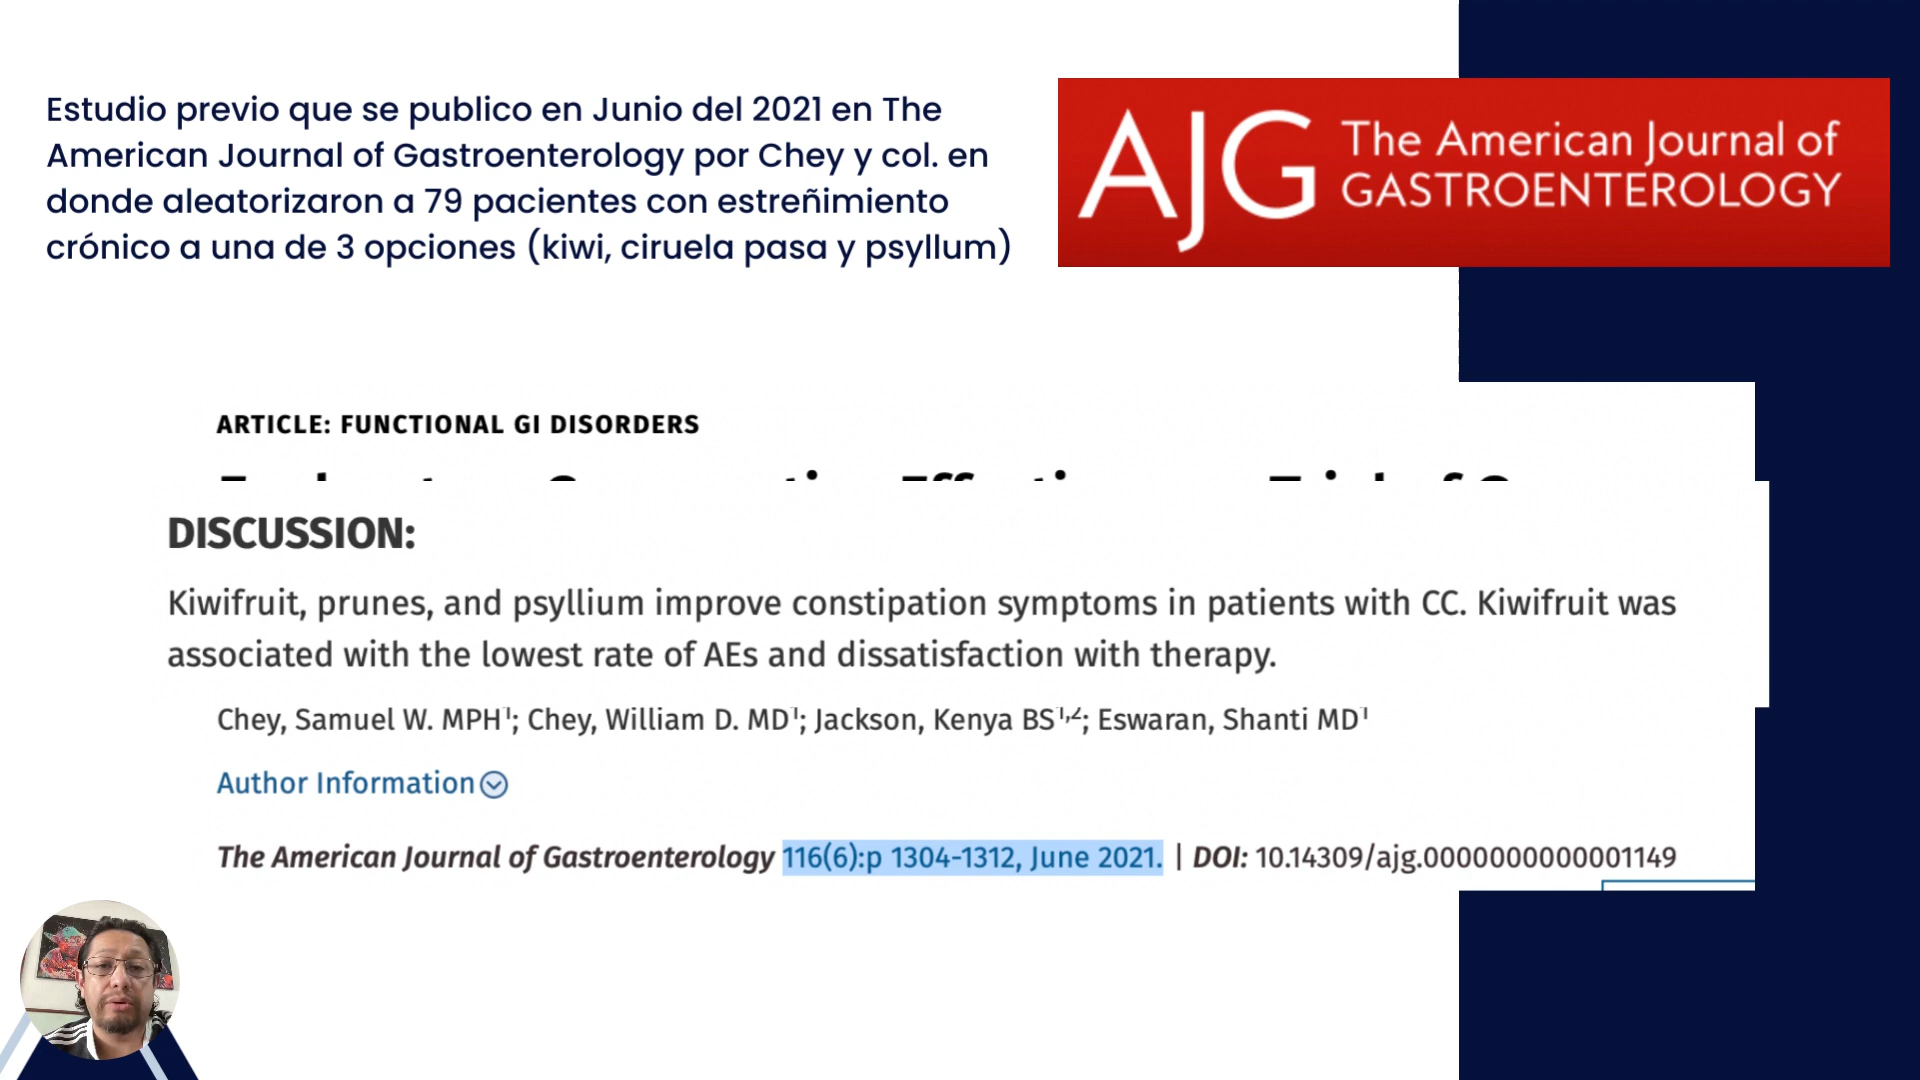 Estudio previo que se publico en Junio del 2021 en The
American Journal of Gastroenterology por Chey y col. en
donde aleatorizaron a 79 pacientes con estreñimiento
crónico a una de 3 opciones (kiwi, ciruela pasa y psyllum)
AJG The American Journal of
GASTROENTEROLOGY
ARTICLE: FUNCTIONAL GI DISORDERS
DISCUSSION:
Kiwifruit, prunes, and psyllium improve constipation symptoms in patients with CC. Kiwifruit was
associated with the lowest rate of AEs and dissatisfaction with therapy.
Chey, Samuel W. MPH1; Chey, William D. MD1; Jackson, Kenya BS1,2; Eswaran, Shanti MD1
Author Information
The American Journal of Gastroenterology 116(6):p 1304-1312, June 2021. | DOI: 10.14309/ajg.0000000000001149